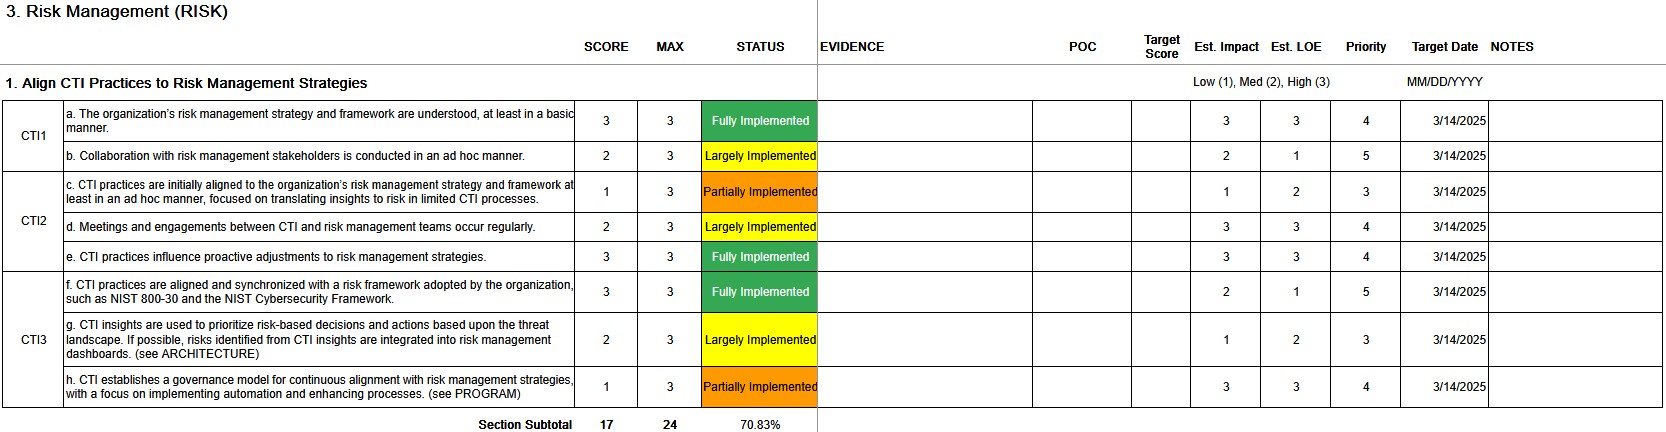 3. Risk Management (RISK)
SCORE MAX STATUS EVIDENCE POC Target Score Est. Impact Est. LOE Priority Target Date NOTES
1. Align CTI Practices to Risk Management Strategies Low (1), Med (2), High (3) MM/DD/YYYY
CTI1
a. The organization's risk management strategy and framework are understood, at least in a basic
manner.
3 3 Fully Implemented 3 3 4 3/14/2025
b. Collaboration with risk management stakeholders is conducted in an ad hoc manner. 2 3 Largely Implemented 2 1 5 3/14/2025
CTI2
c. CTI practices are initially aligned to the organization's risk management strategy and framework at
least in an ad hoc manner, focused on translating insights to risk in limited CTI processes.
1 3 Partially Implemented 1 2 3 3/14/2025
d. Meetings and engagements between CTI and risk management teams occur regularly. 2 3 Largely Implemented 3 3 4 3/14/2025
e. CTI practices influence proactive adjustments to risk management strategies. 3 3 Fully Implemented 3 3 4 3/14/2025
CTI3
f. CTI practices are aligned and synchronized with a risk framework adopted by the organization,
such as NIST 800-30 and the NIST Cybersecurity Framework.
3 3 Fully Implemented 2 1 5 3/14/2025
g. CTI insights are used to prioritize risk-based decisions and actions based upon the threat
landscape. If possible, risks identified from CTI insights are integrated into risk management
dashboards. (see ARCHITECTURE)
2 3 Largely Implemented 1 2 3 3/14/2025
h. CTI establishes a governance model for continuous alignment with risk management strategies,
with a focus on implementing automation and enhancing processes. (see PROGRAM)
1 3 Partially Implemented 3 3 4 3/14/2025
Section Subtotal 17 24 70.83%